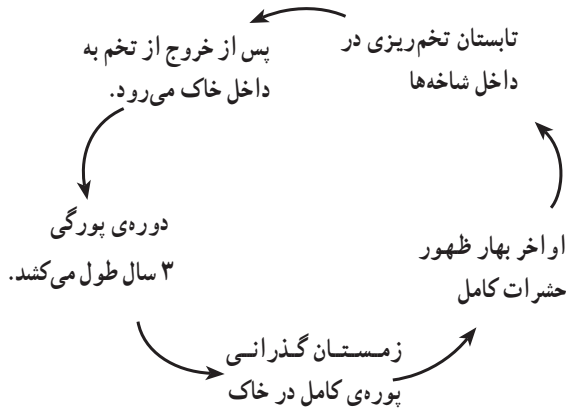 تابستان تخم‌ریزی در
داخل شاخه‌ها
پس از خروج از تخم به
داخل خاک می‌رود.
دوره‌ی پورگی
۳ سال طول می‌کشد.
زمستان گذرانی
پوره‌ی کامل در خاک
اواخر بهار ظهور
حشرات کامل